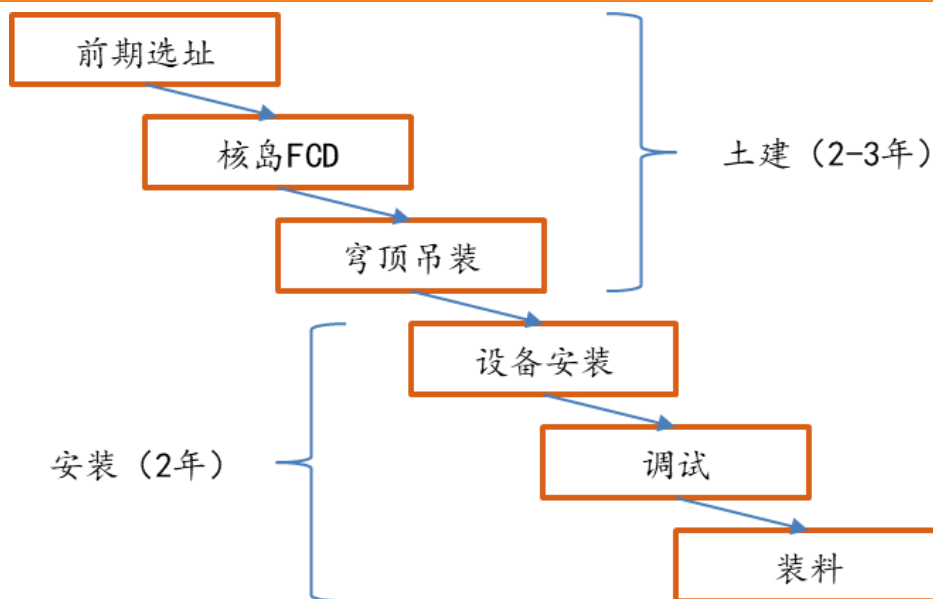 前期选址
核岛FCD
土建（2-3年）
穹顶吊装
设备安装
安装（2年）
调试
装料